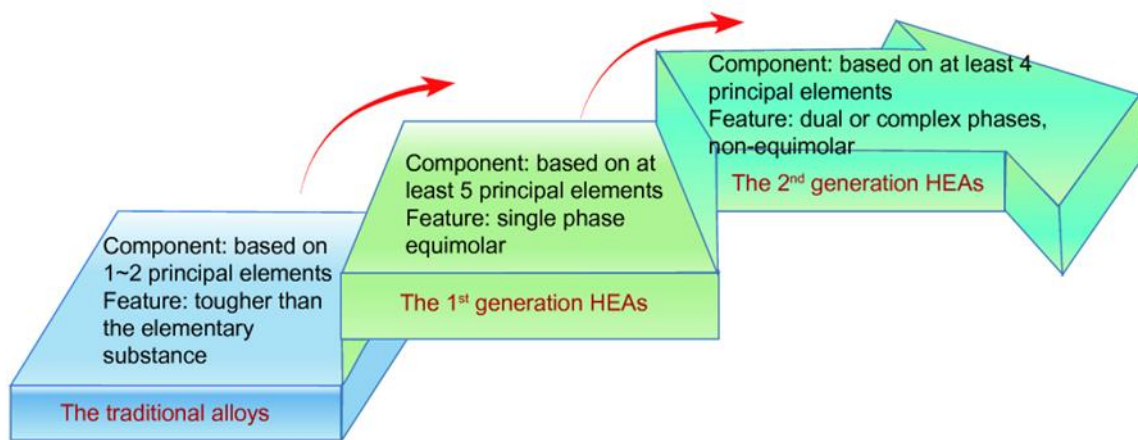 Component: based on
1~2 principal elements
Feature: tougher than
the elementary
substance
The traditional alloys
Component: based on at
least 5 principal elements
Feature: single phase
equimolar
The 1st generation HEAs
Component: based on at least 4
principal elements
Feature: dual or complex phases,
non-equimolar
The 2nd generation HEAs